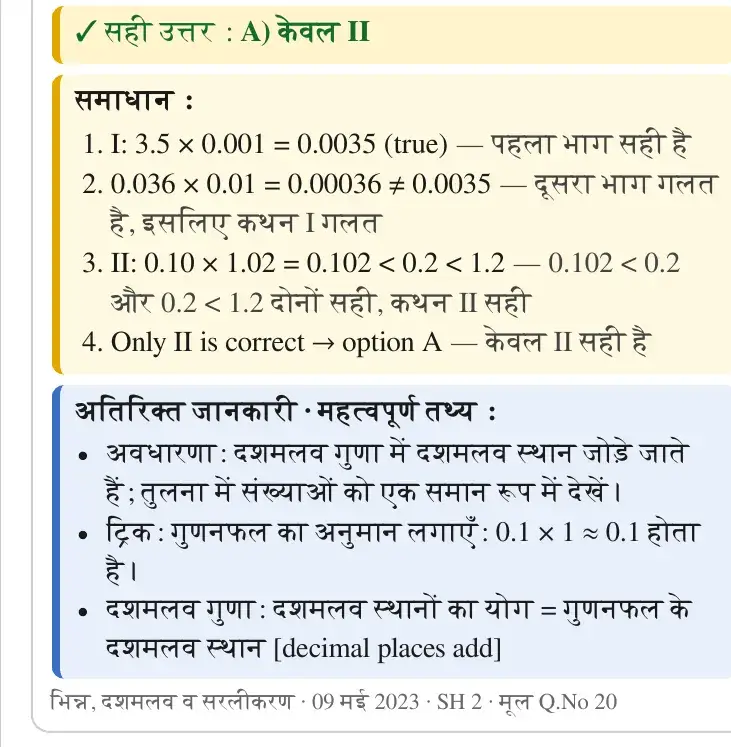 ✓ सही उत्तर : A) केवल II
समाधान :
1. I: 3.5 × 0.001 = 0.0035 (true) — पहला भाग सही है
2. 0.036 × 0.01 = 0.00036 ≠ 0.0035 — दूसरा भाग गलत
है, इसलिए कथन I गलत
3. II: 0.10 × 1.02 = 0.102 < 0.2 < 1.2 — 0.102 < 0.2
और 0.2 < 1.2 दोनों सही, कथन II सही
4. Only II is correct → option A — केवल II सही है
अतिरिक्त जानकारी · महत्वपूर्ण तथ्य :
• अवधारणा : दशमलव गुणा में दशमलव स्थान जोड़े जाते
हैं ; तुलना में संख्याओं को एक समान रूप में देखें।
• ट्रिक : गुणनफल का अनुमान लगाएँ : 0.1 × 1 ≈ 0.1 होता
है।
• दशमलव गुणा : दशमलव स्थानों का योग = गुणनफल के
दशमलव स्थान [decimal places add]
भिन्न, दशमलव व सरलीकरण · 09 मई 2023 · SH 2 · मूल Q.No 20